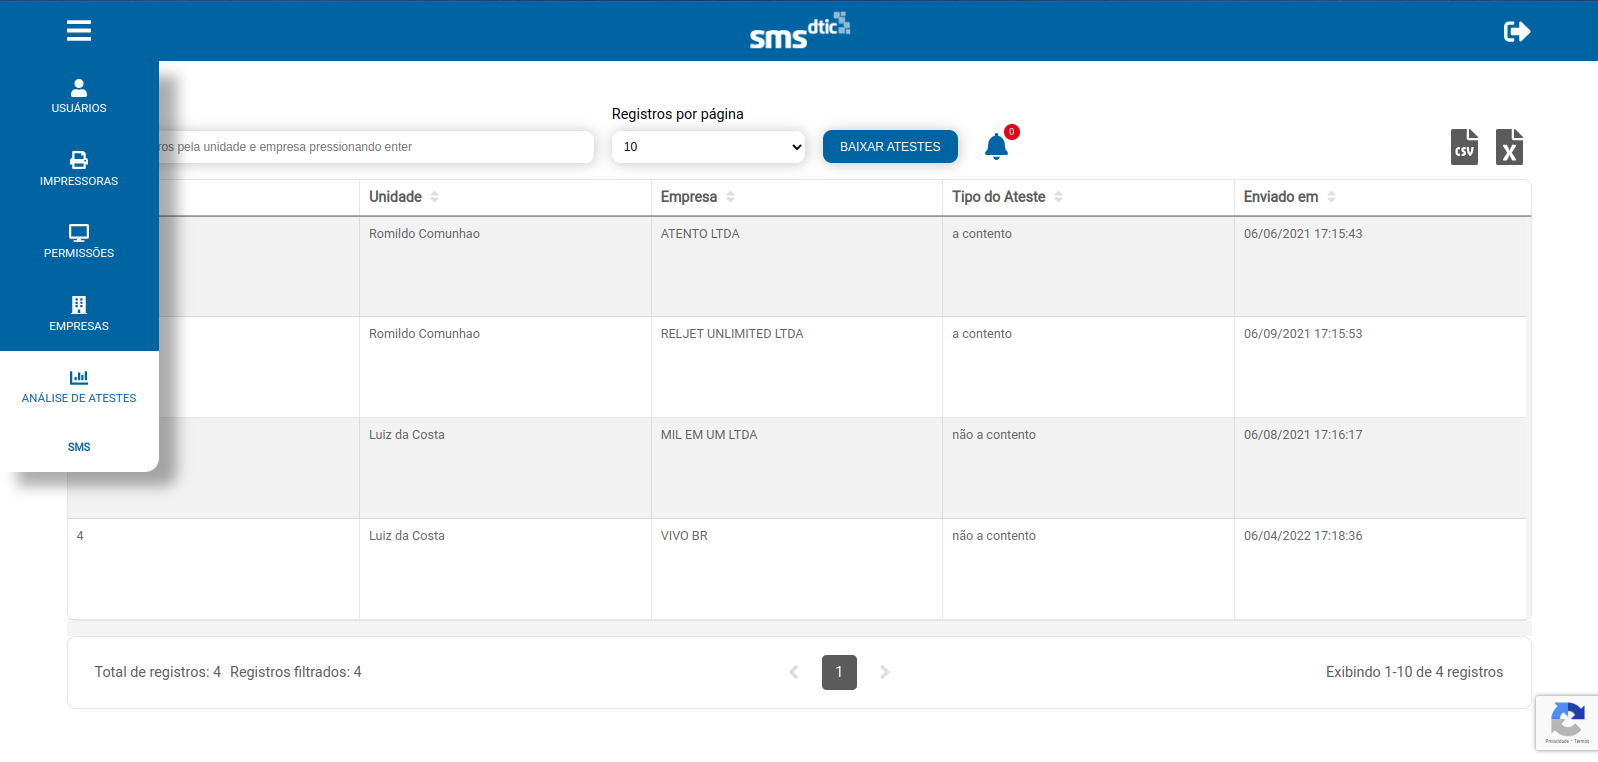 sms dtic
USUÁRIOS
IMPRESSORAS
PERMISSÕES
EMPRESAS
ANÁLISE DE ATESTES
SMS
Registros por página
pela unidade e empresa pressionando enter
10
BAIXAR ATESTES
0
CSV
X
Unidade
Empresa
Tipo do Ateste
Enviado em
Romildo Comunhao
ATENTO LTDA
a contento
06/06/2021 17:15:43
Romildo Comunhao
RELJET UNLIMITED LTDA
a contento
06/09/2021 17:15:53
Luiz da Costa
MIL EM UM LTDA
não a contento
06/08/2021 17:16:17
4
Luiz da Costa
VIVO BR
não a contento
06/04/2022 17:18:36
Total de registros: 4 Registros filtrados: 4
1
Exibindo 1-10 de 4 registros
Privacidade - Termos